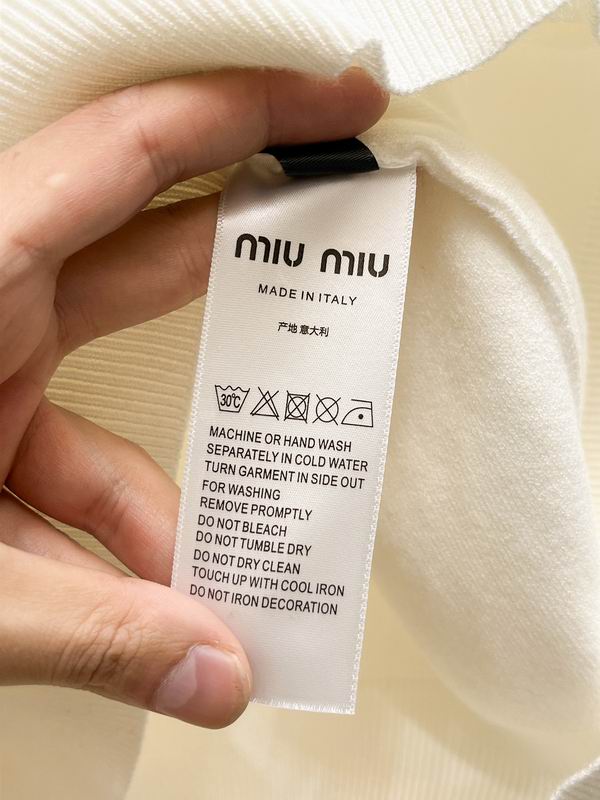 miu miu
MADE IN ITALY
产地 意大利
30℃
MACHINE OR HAND WASH
SEPARATELY IN COLD WATER
TURN GARMENT IN SIDE OUT
FOR WASHING
REMOVE PROMPTLY
DO NOT BLEACH
DO NOT TUMBLE DRY
DO NOT DRY CLEAN
TOUCH UP WITH COOL IRON
DO NOT IRON DECORATION